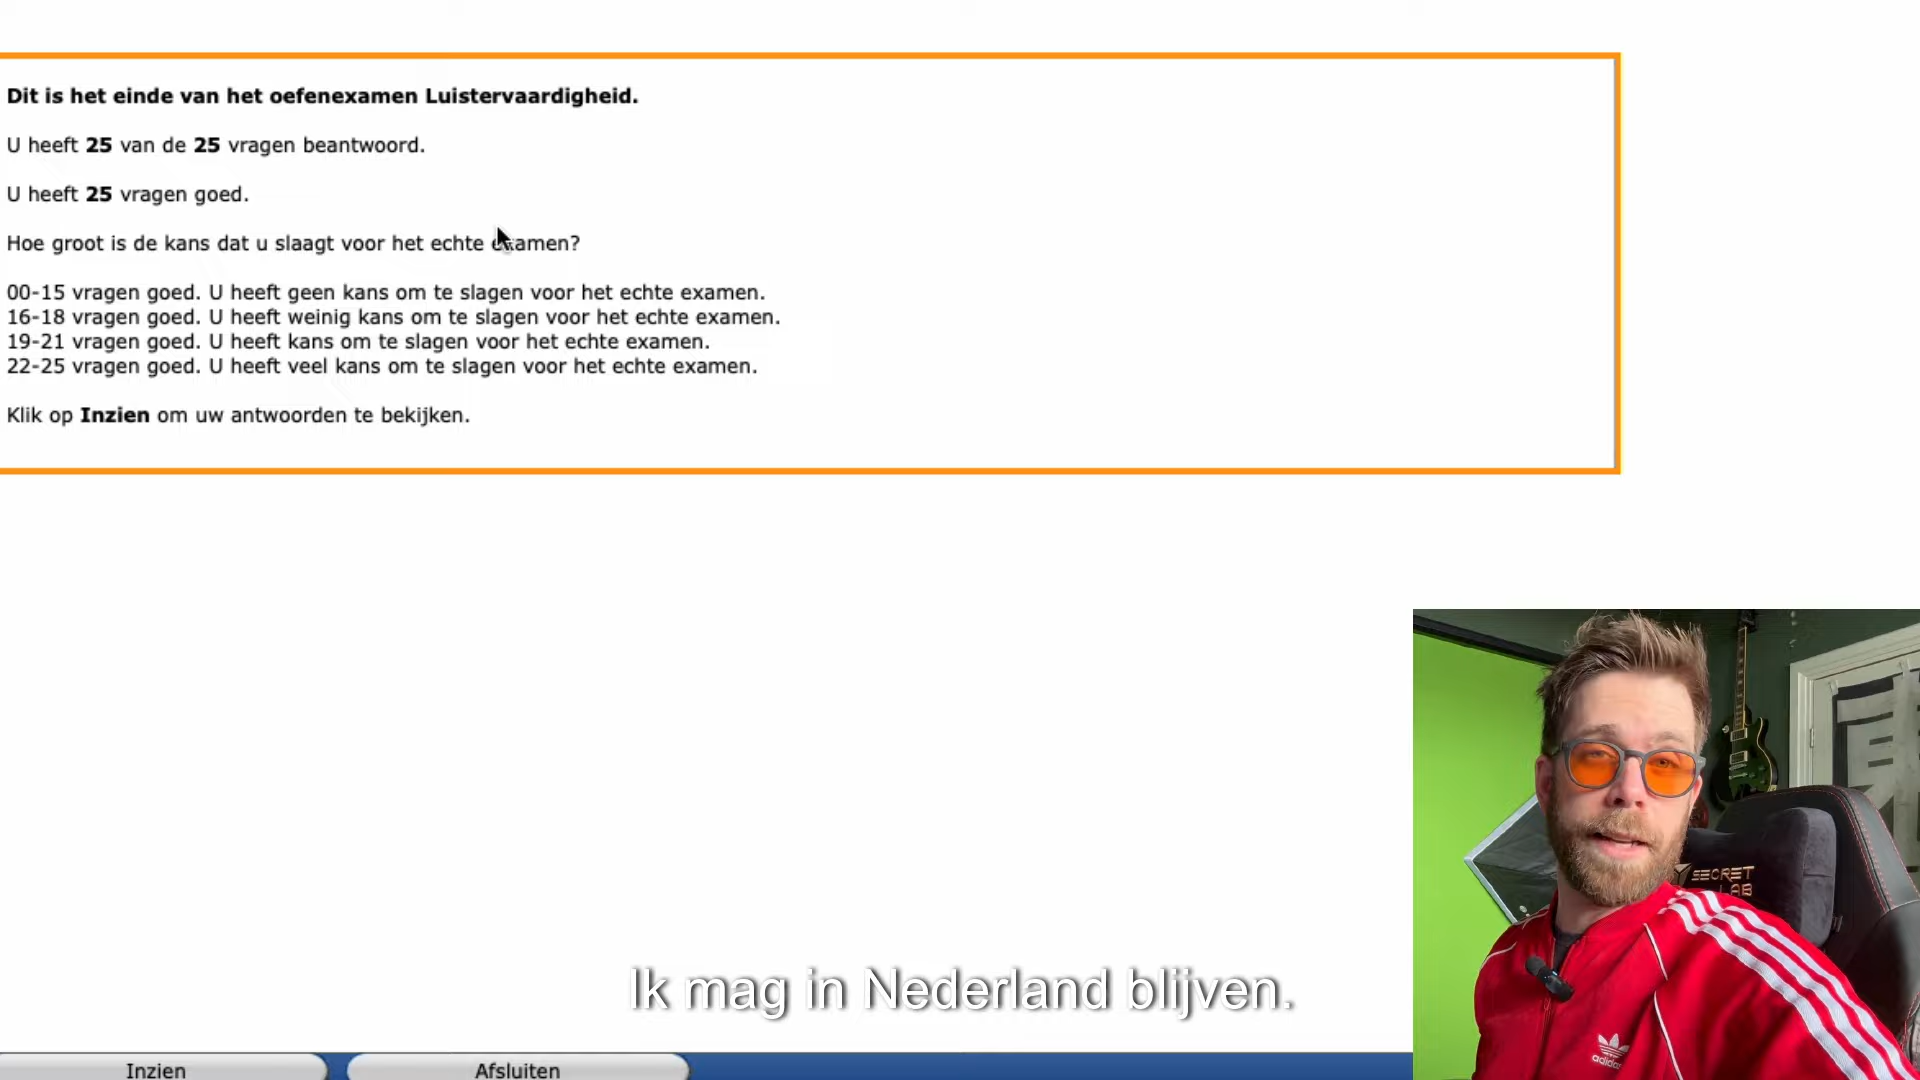 Dit is het einde van het oefenexamen Luistervaardigheid.
U heeft 25 van de 25 vragen beantwoord.
U heeft 25 vragen goed.
Hoe groot is de kans dat u slaagt voor het echte examen?
00-15 vragen goed. U heeft geen kans om te slagen voor het echte examen.
16-18 vragen goed. U heeft weinig kans om te slagen voor het echte examen.
19-21 vragen goed. U heeft kans om te slagen voor het echte examen.
22-25 vragen goed. U heeft veel kans om te slagen voor het echte examen.
Klik op Inzien om uw antwoorden te bekijken.
SECRET
LAB
adidas
Ik mag in Nederland blijven.
Inzien
Afsluiten